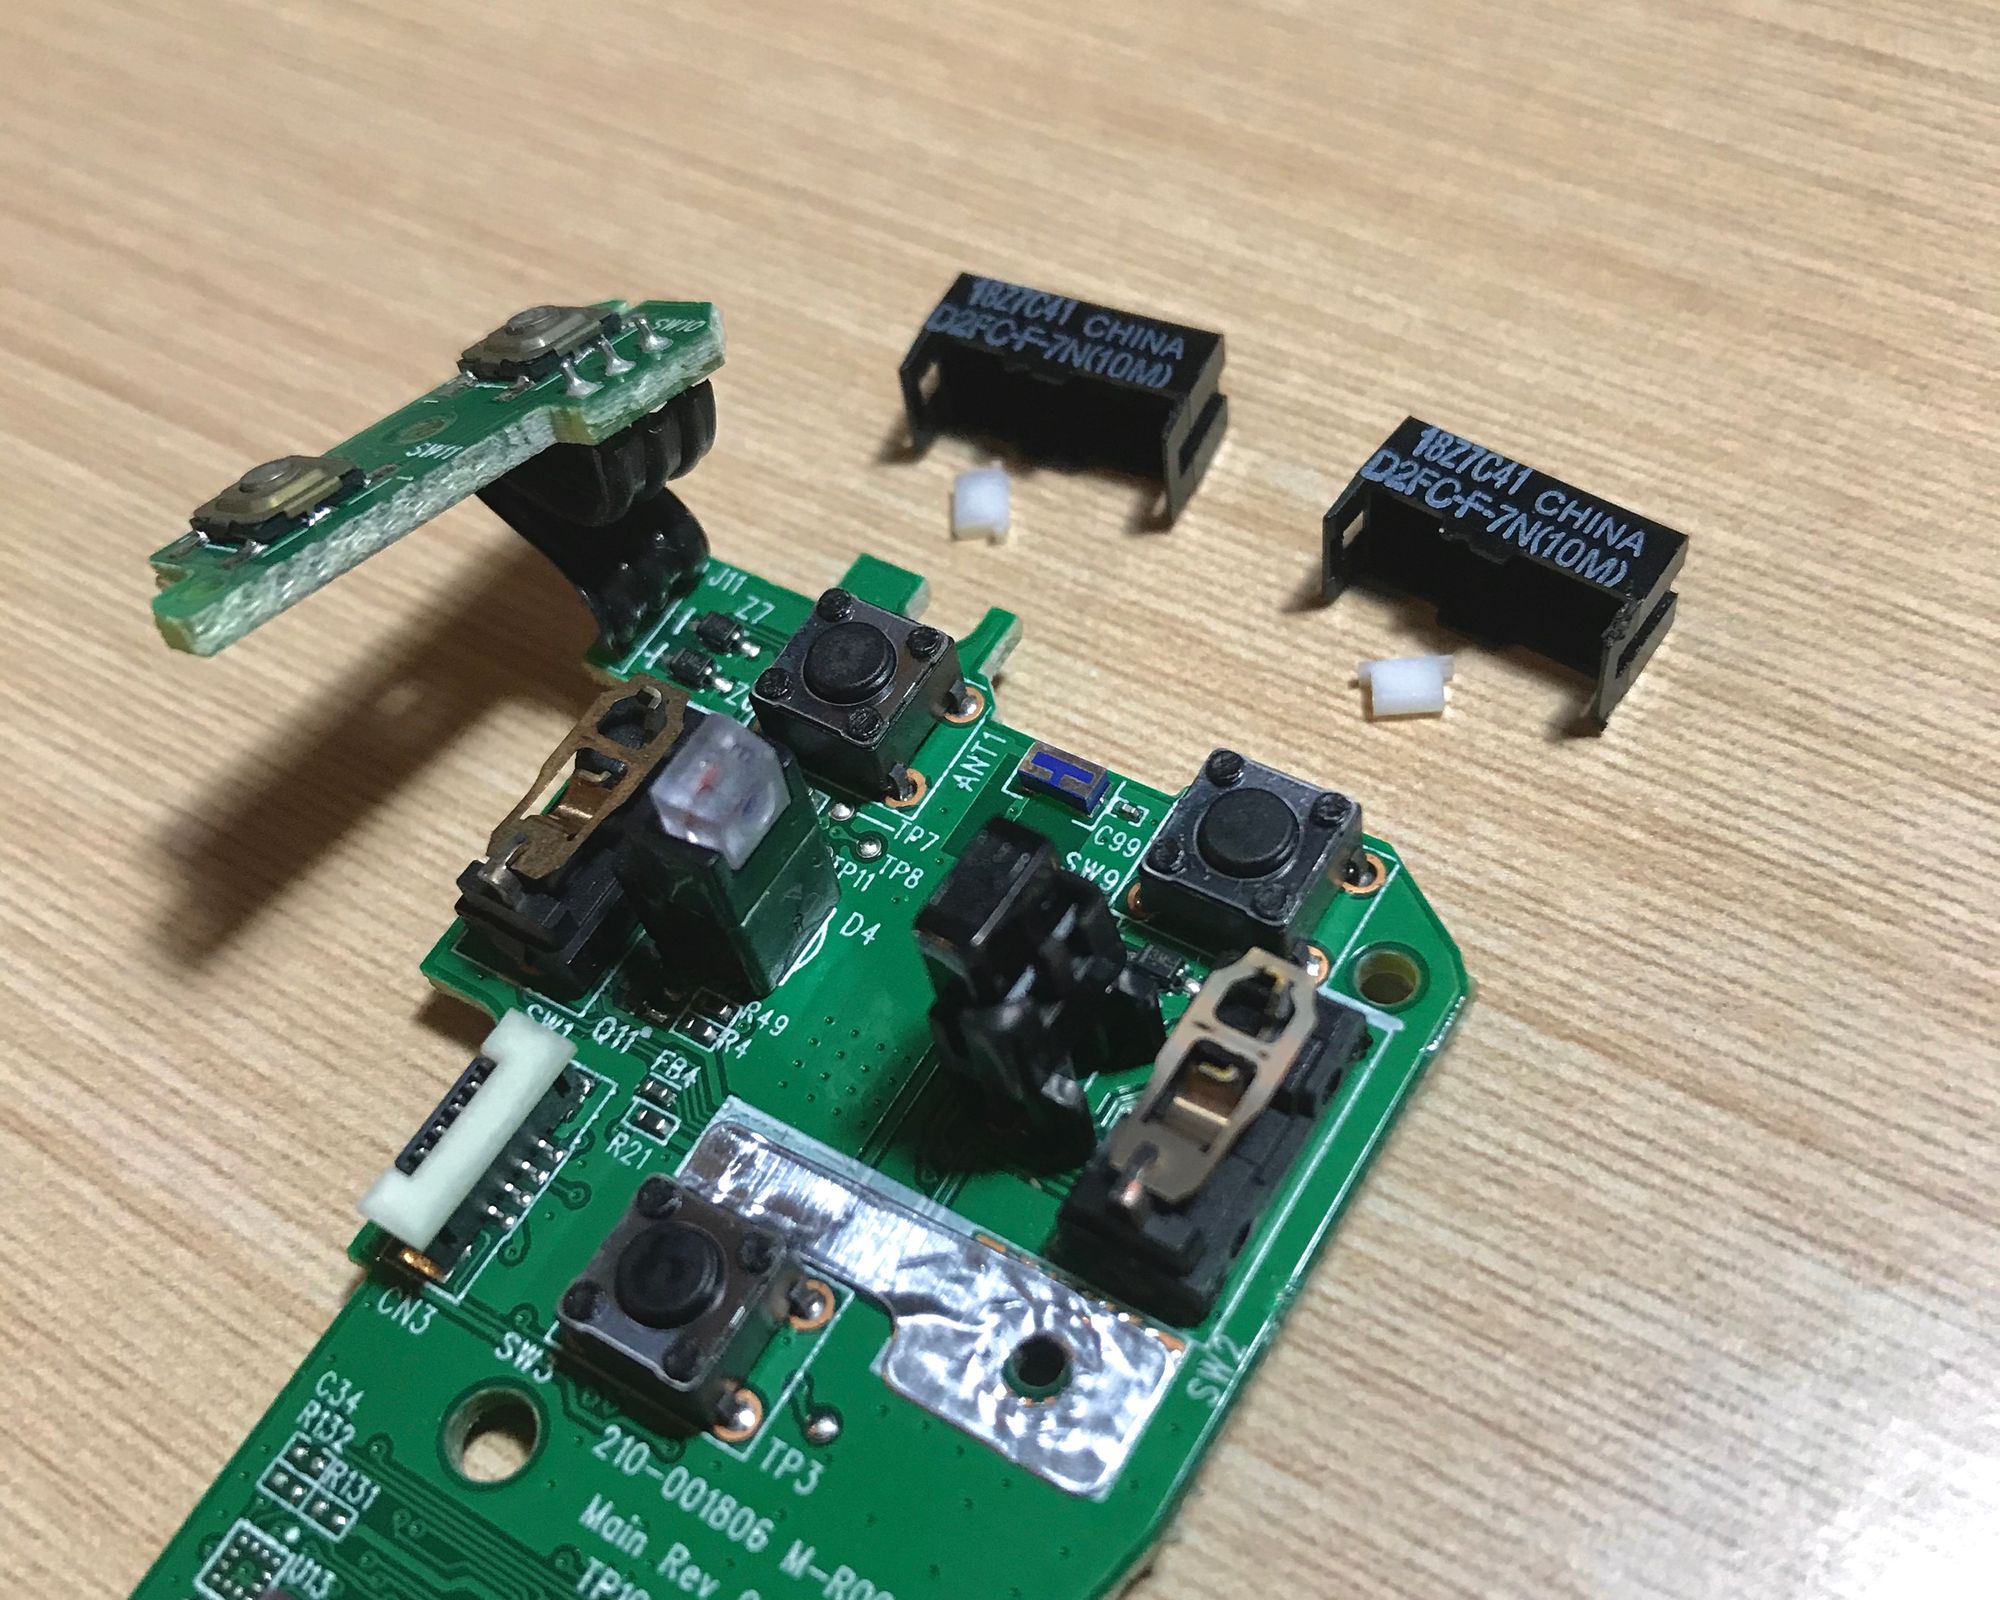 18Z7C41 CHINA
D2FC-F-7N(10M)
18Z7C41 CHINA
D2FC-F-7N(10M)
SW10
SW11
J11
Z7
ANT1
TP7
TP8
TP11
C99
SW9
D4
SW1
Q11
R49
R4
FB4
R21
CN3
SW3
SW2
TP3
C34
R132
R131
U13
210-001806 M-R00
Main Rev